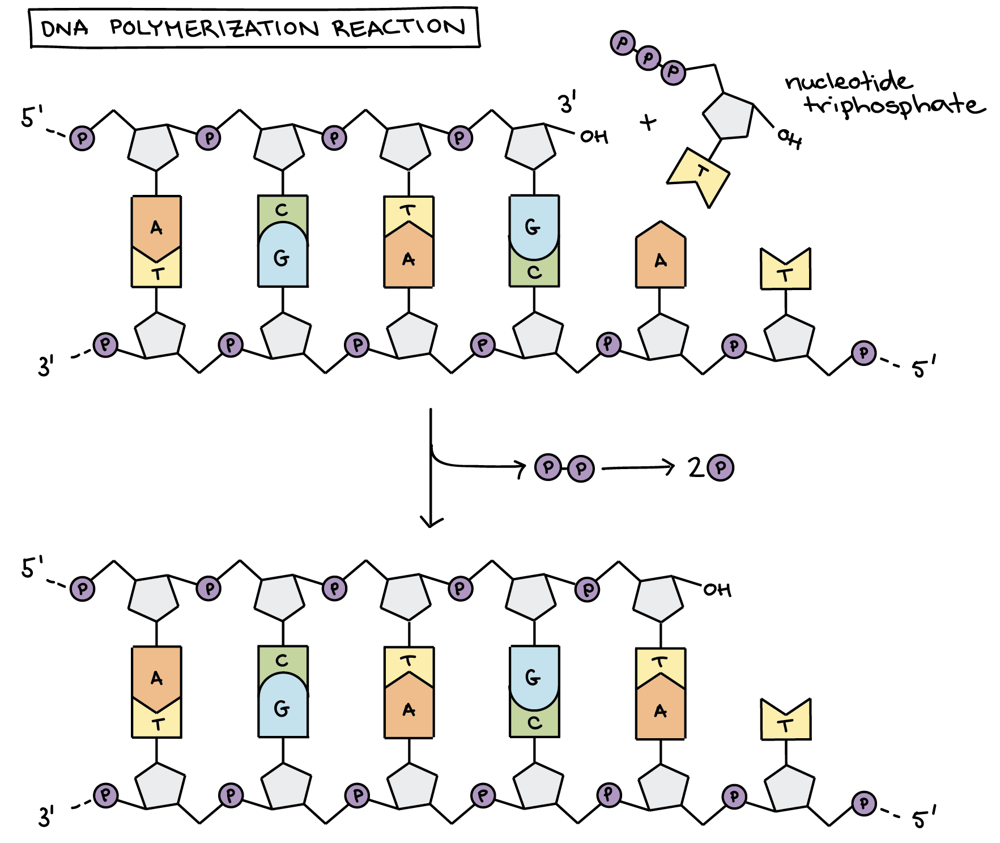 DNA POLYMERIZATION REACTION
P P P
nucleotide
triphosphate
5' P P P P 3' OH + OH
T
A C T G
T G A C A T
3' P P P P P P P 5'
P P 2 P
5' P P P P P OH
A C T G T
T G A C A T
3' P P P P P P P 5'